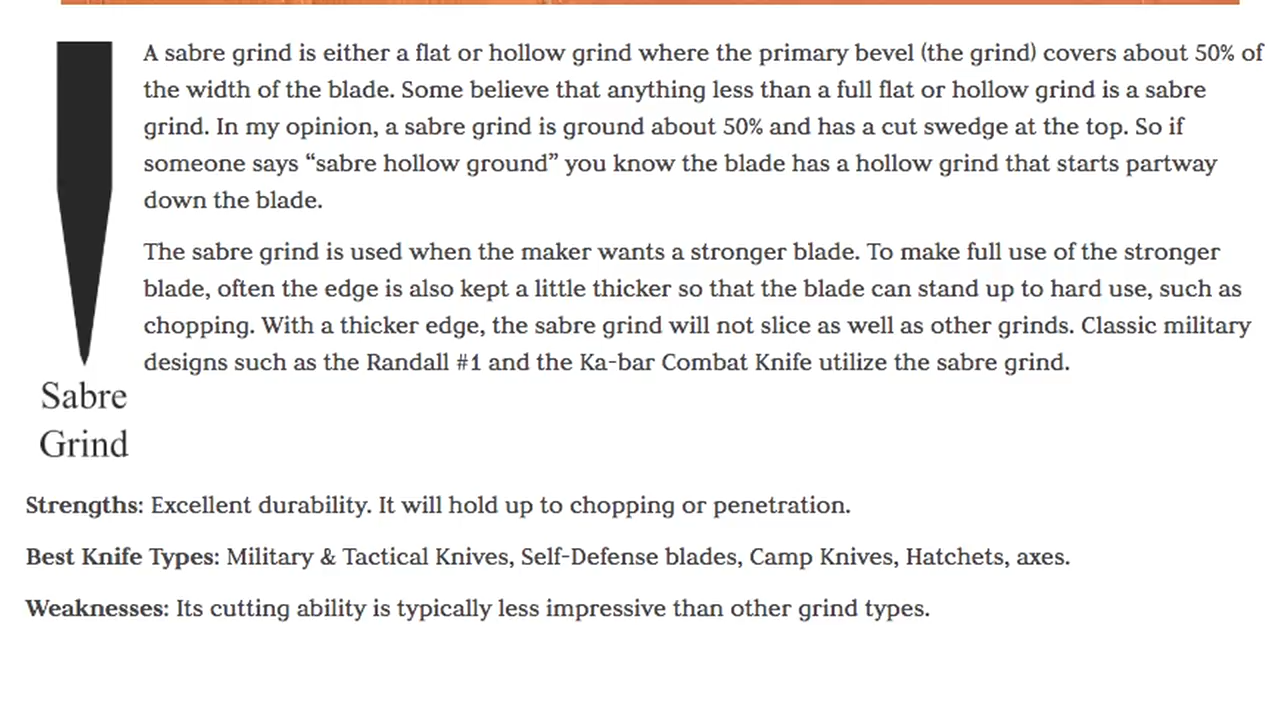 A sabre grind is either a flat or hollow grind where the primary bevel (the grind) covers about 50% of
the width of the blade. Some believe that anything less than a full flat or hollow grind is a sabre
grind. In my opinion, a sabre grind is ground about 50% and has a cut swedge at the top. So if
someone says “sabre hollow ground” you know the blade has a hollow grind that starts partway
down the blade.
The sabre grind is used when the maker wants a stronger blade. To make full use of the stronger
blade, often the edge is also kept a little thicker so that the blade can stand up to hard use, such as
chopping. With a thicker edge, the sabre grind will not slice as well as other grinds. Classic military
designs such as the Randall #1 and the Ka-bar Combat Knife utilize the sabre grind.
Sabre
Grind
Strengths: Excellent durability. It will hold up to chopping or penetration.
Best Knife Types: Military & Tactical Knives, Self-Defense blades, Camp Knives, Hatchets, axes.
Weaknesses: Its cutting ability is typically less impressive than other grind types.